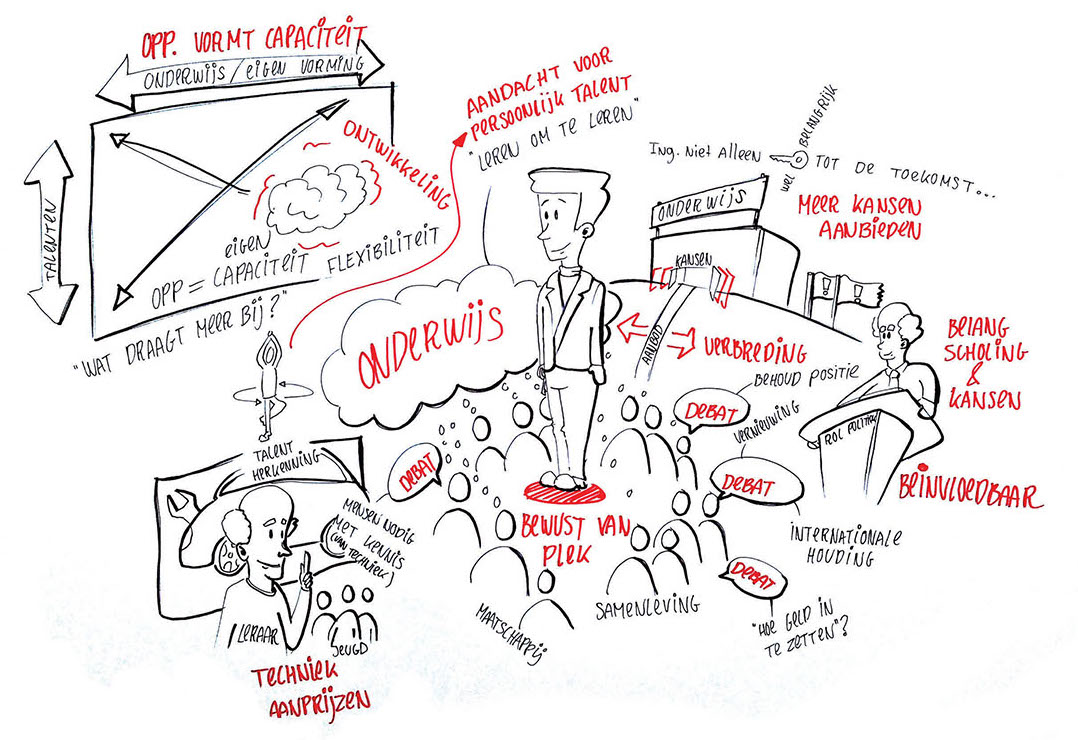 OPP. VORMT CAPACITEIT
ONDERWIJS / EIGEN VORMING
TALENTEN
ONTWIKKELING
EIGEN
OPP = CAPACITEIT FLEXIBILITEIT
"WAT DRAAGT MEER BIJ?"
AANDACHT VOOR
PERSOONLIJK TALENT
"LEREN OM TE LEREN"
ING. NIET ALLEEN
WEL BELANGRIJK
TOT DE TOEKOMST...
MEER KANSEN
AANBIEDEN
ONDERWIJS
KANSEN
AANBOD
VERBREDING
! !
BELANG
SCHOLING
&
KANSEN
ROL POLITIEK
BEÏNVLOEDBAAR
ONDERWIJS
BEHOUD POSITIE
DEBAT
VERNIEUWING
DEBAT
INTERNATIONALE
HOUDING
DEBAT
"HOE GELD IN
TE ZETTEN"?
BEWUST VAN
PLEK
SAMENLEVING
MAATSCHAPPIJ
DEBAT
TALENT
HERKENNING
MENSEN NODIG
MET KENNIS
(VAN TECHNIEK)
LERAAR
JEUGD
TECHNIEK
AANPRIJZEN